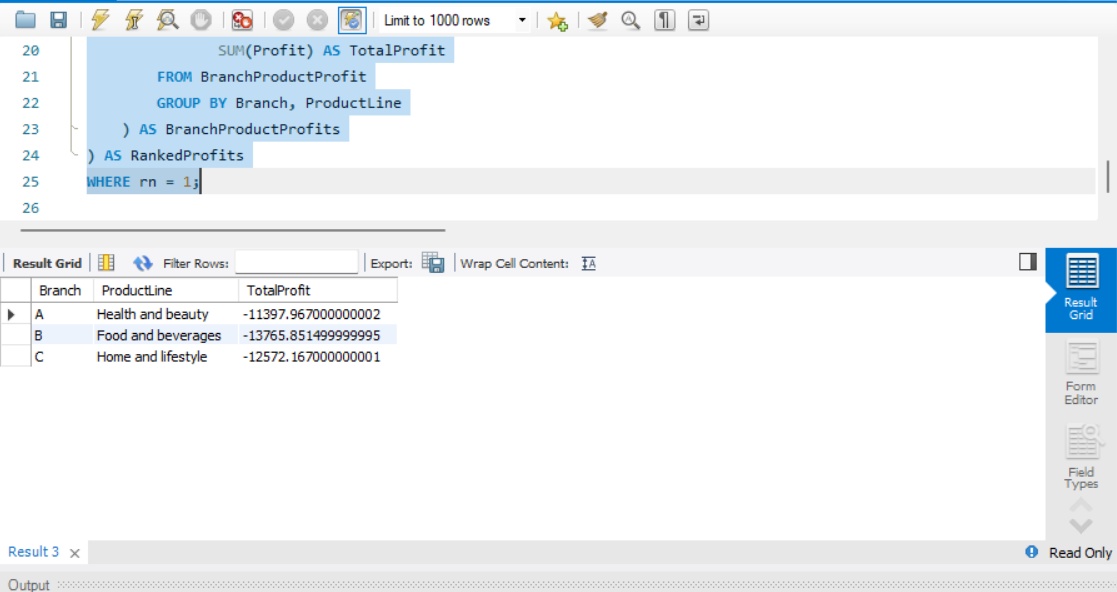 Limit to 1000 rows
20 SUM(Profit) AS TotalProfit
21 FROM BranchProductProfit
22 GROUP BY Branch, ProductLine
23 ) AS BranchProductProfits
24 ) AS RankedProfits
25 WHERE rn = 1;
26
Result Grid Filter Rows: Export: Wrap Cell Content:
Branch ProductLine TotalProfit
A Health and beauty -11397.967000000002
B Food and beverages -13765.851499999995
C Home and lifestyle -12572.167000000001
Result Grid
Form Editor
Field Types
Result 3 Read Only
Output